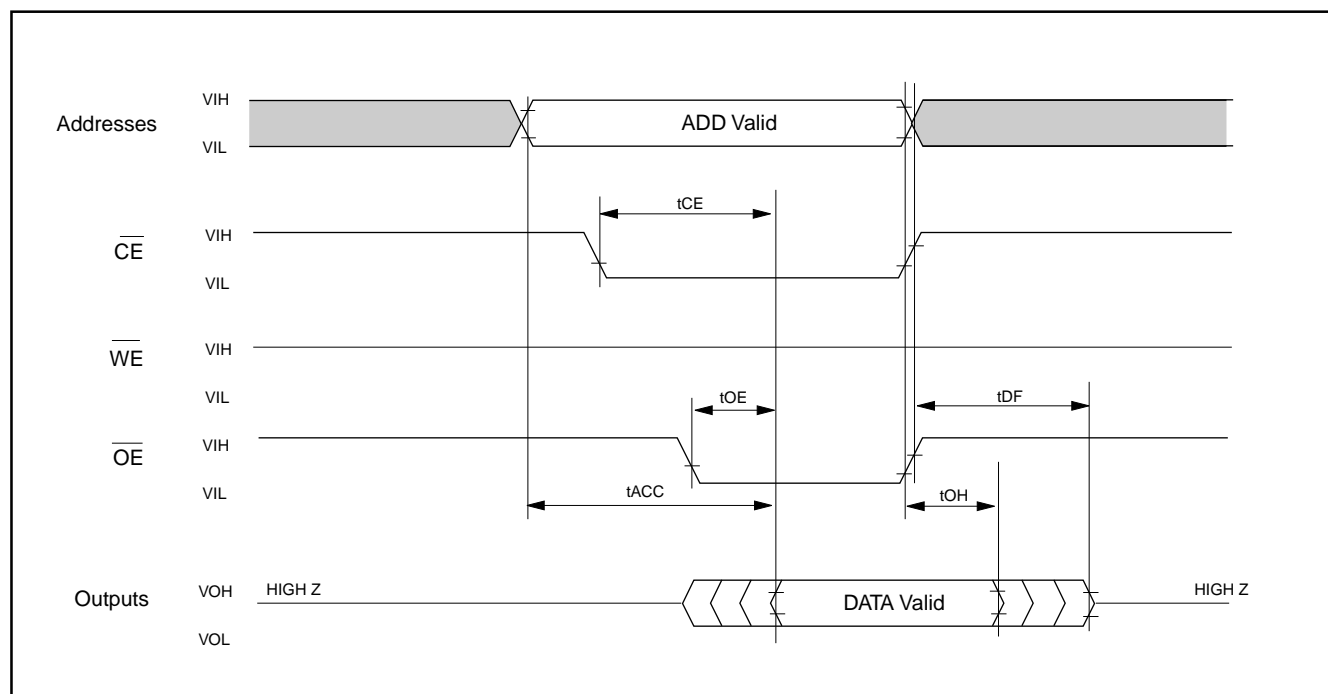 VIH
Addresses
ADD Valid
VIL
tCE
VIH
CE
VIL
VIH
WE
VIL
tOE
tDF
VIH
OE
VIL
tACC
tOH
VOH
HIGH Z
HIGH Z
Outputs
DATA Valid
VOL